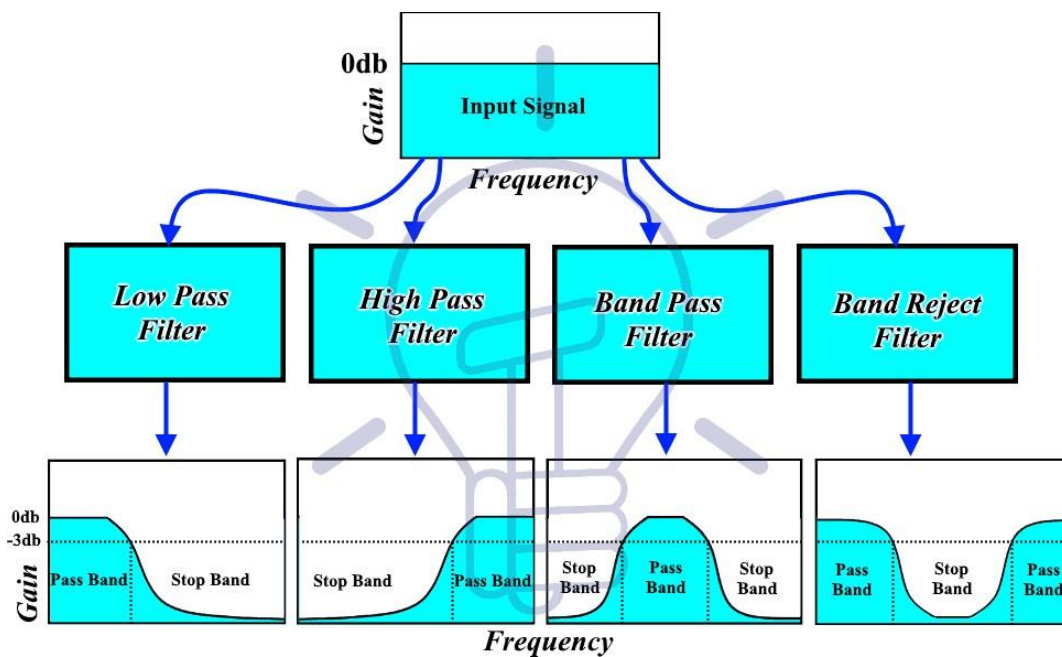 0db
Gain
Input Signal
Frequency
Low Pass
Filter
High Pass
Filter
Band Pass
Filter
Band Reject
Filter
0db
-3db
Gain
Pass Band
Stop Band
Stop Band
Pass Band
Stop
Band
Pass
Band
Stop
Band
Pass
Band
Stop
Band
Pass
Band
Frequency